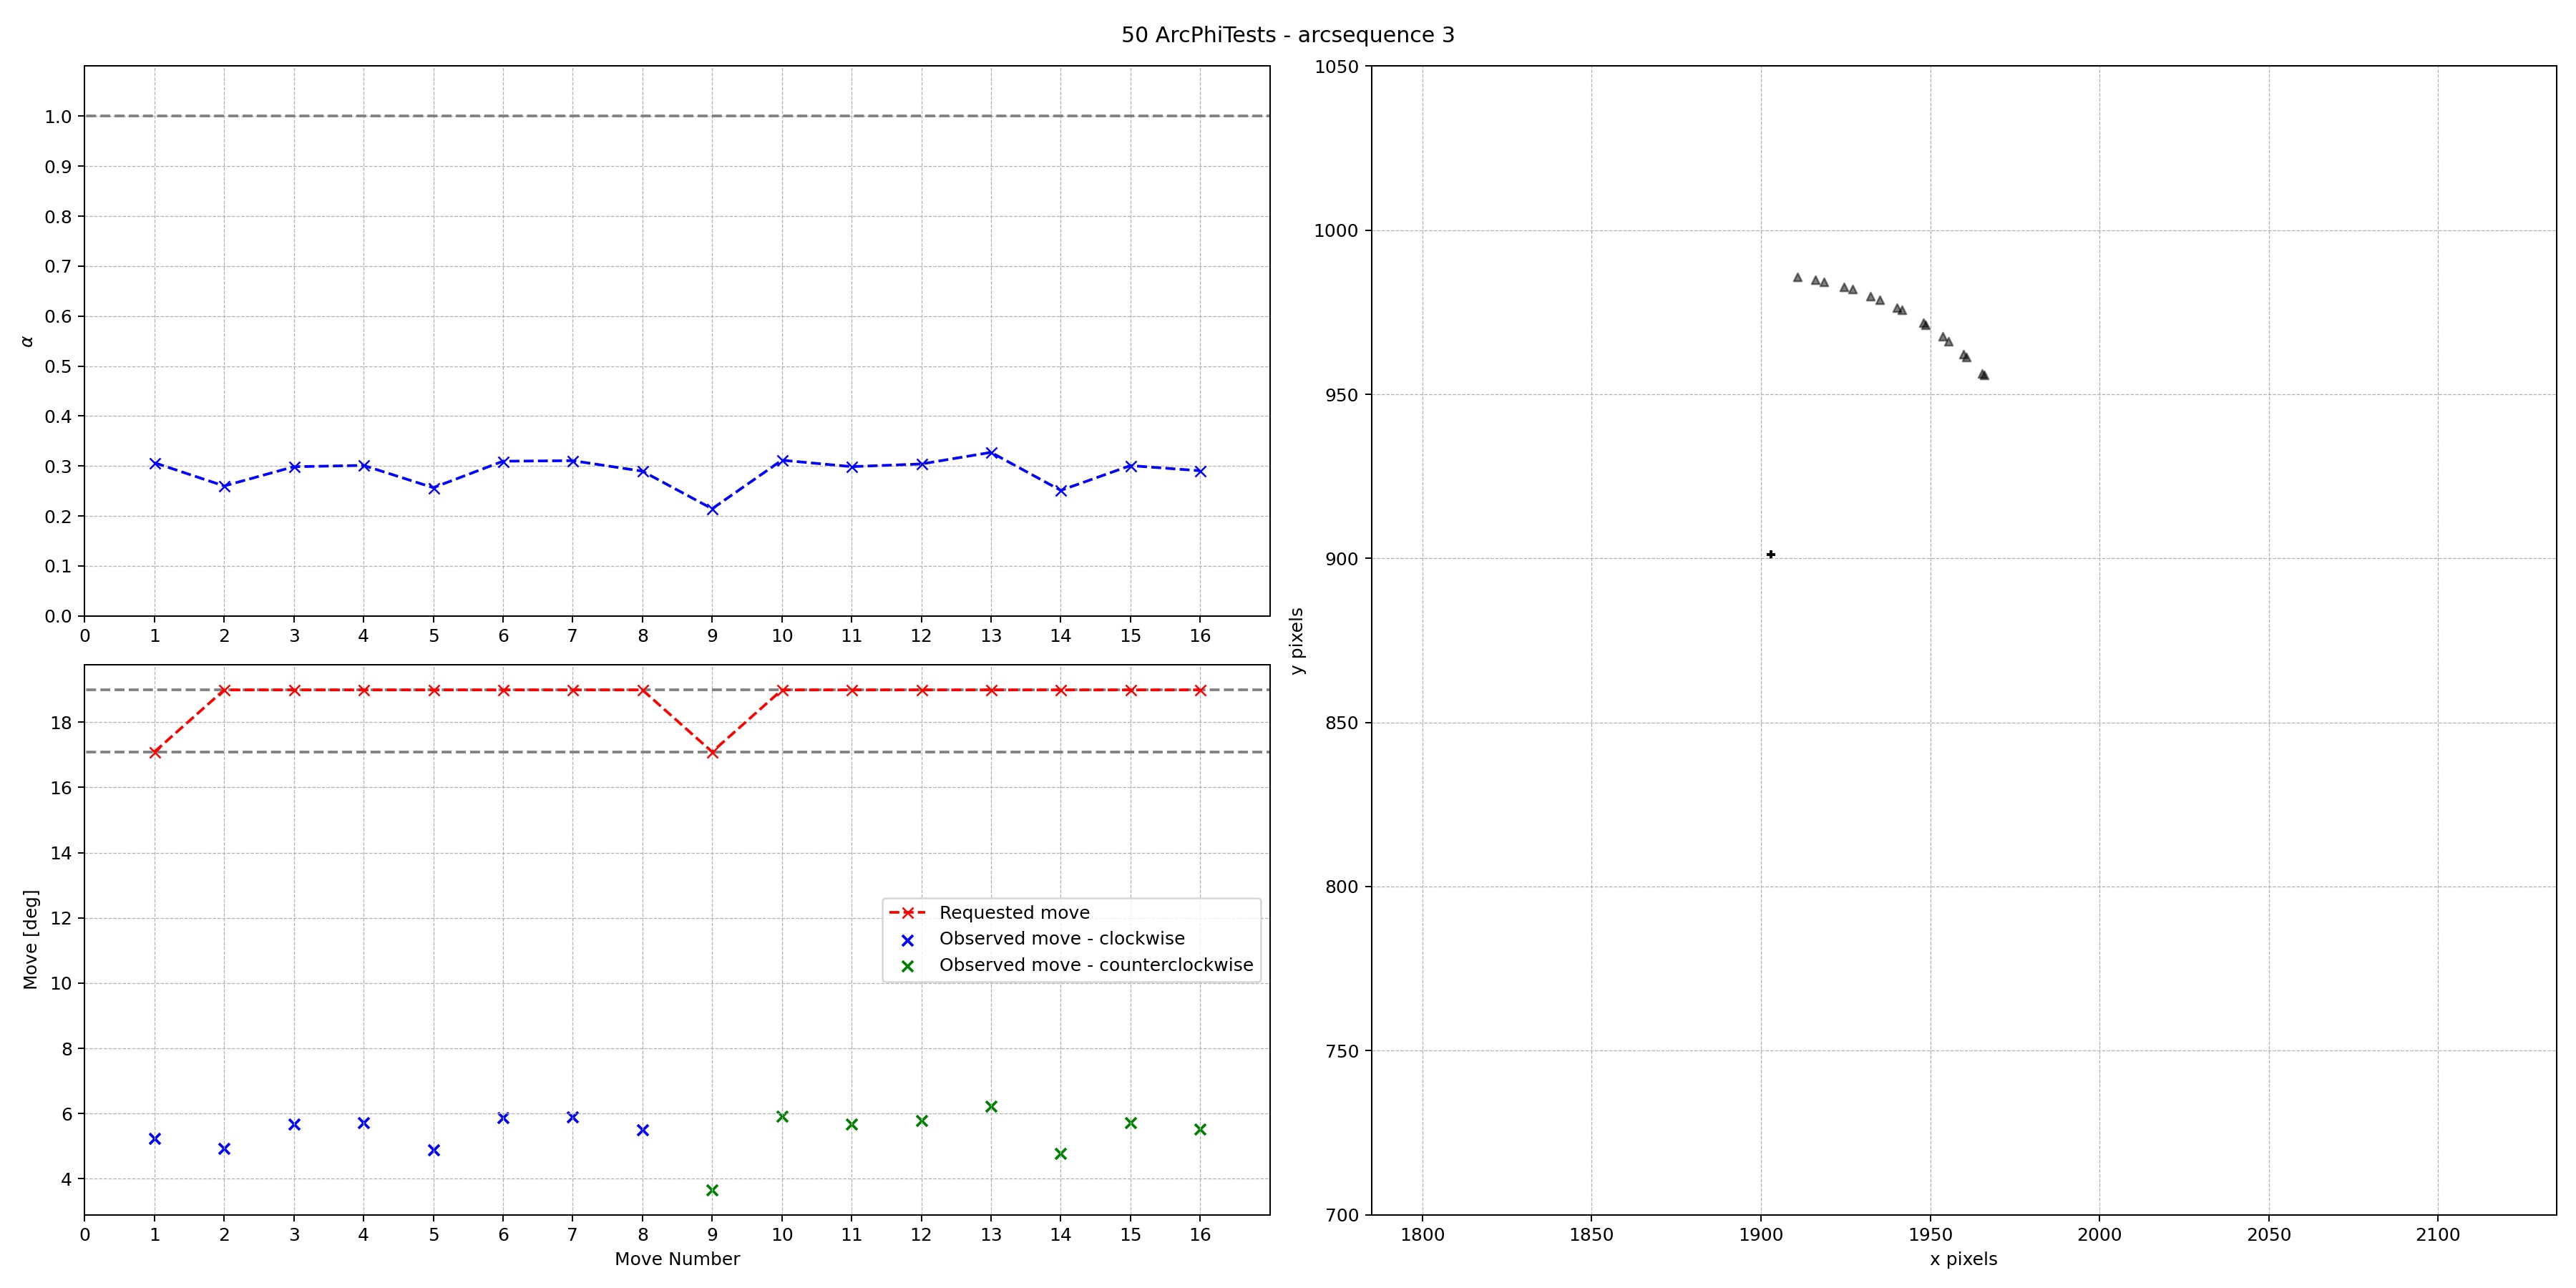 50 ArcPhiTests - arcsequence 3
1.0
0.9
0.8
0.7
0.6
0.5
0.4
0.3
0.2
0.1
0.0
α
0 1 2 3 4 5 6 7 8 9 10 11 12 13 14 15 16
18
16
14
12
10
8
6
4
Move [deg]
Requested move
Observed move - clockwise
Observed move - counterclockwise
0 1 2 3 4 5 6 7 8 9 10 11 12 13 14 15 16
Move Number
1050
1000
950
900
850
800
750
700
y pixels
1800 1850 1900 1950 2000 2050 2100
x pixels